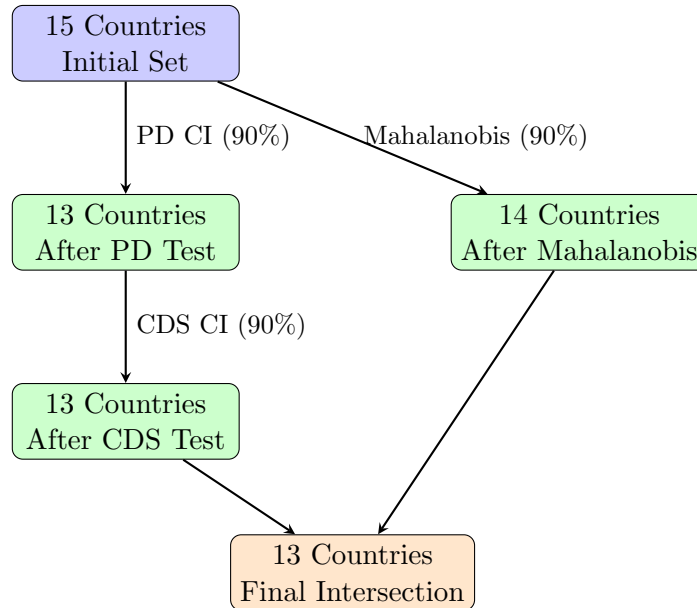 15 Countries
Initial Set
PD CI (90%)
Mahalanobis (90%)
13 Countries
After PD Test
14 Countries
After Mahalanobis
CDS CI (90%)
13 Countries
After CDS Test
13 Countries
Final Intersection